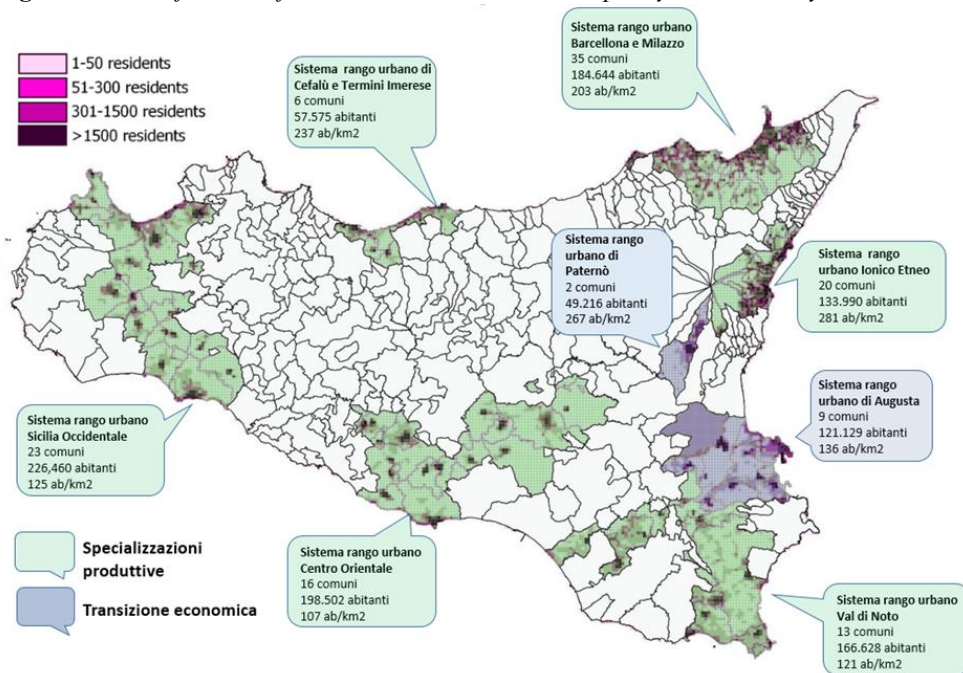 1-50 residents
51-300 residents
301-1500 residents
>1500 residents
Sistema rango urbano di
Cefalù e Termini Imerese
6 comuni
57.575 abitanti
237 ab/km2
Sistema rango urbano
Barcellona e Milazzo
35 comuni
184.644 abitanti
203 ab/km2
Sistema rango
urbano di
Paternò
2 comuni
49.216 abitanti
267 ab/km2
Sistema rango
urbano Ionico Etneo
20 comuni
133.990 abitanti
281 ab/km2
Sistema rango
urbano di Augusta
9 comuni
121.129 abitanti
136 ab/km2
Sistema rango urbano
Sicilia Occidentale
23 comuni
226,460 abitanti
125 ab/km2
Sistema rango urbano
Centro Orientale
16 comuni
198.502 abitanti
107 ab/km2
Sistema rango urbano
Val di Noto
13 comuni
166.628 abitanti
121 ab/km2
Specializzazioni
produttive
Transizione economica